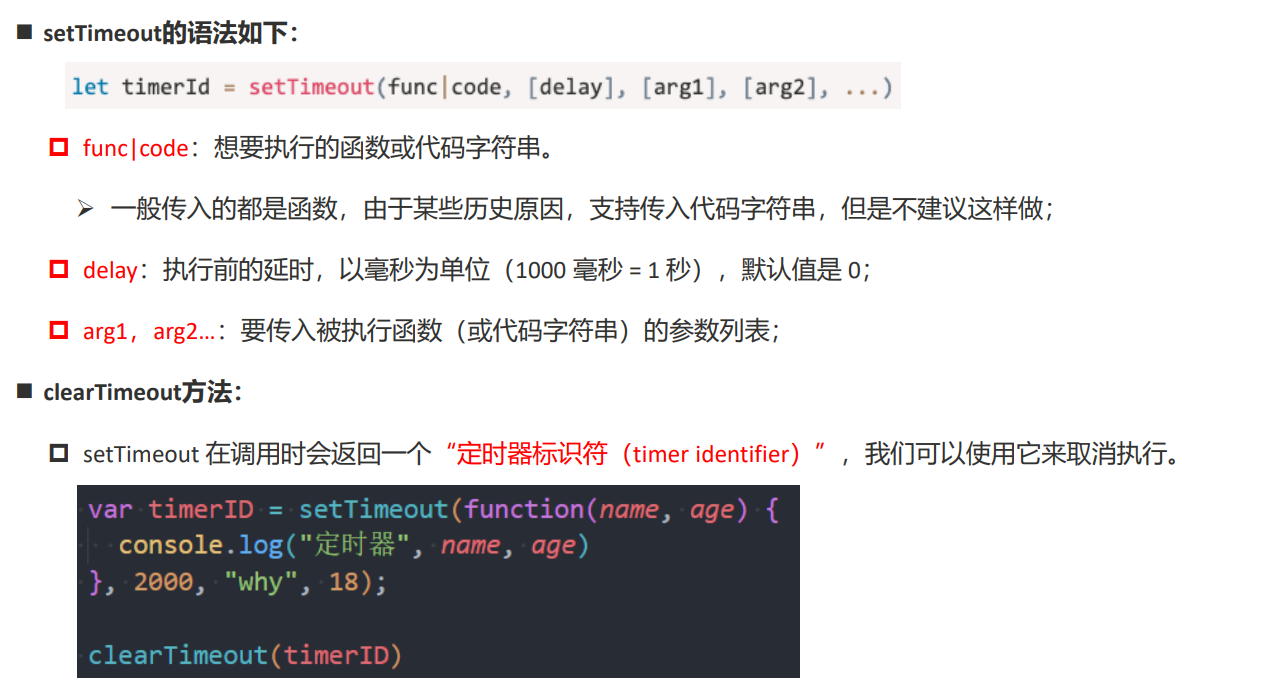 ■ setTimeout的语法如下：
let timerId = setTimeout(func|code, [delay], [arg1], [arg2], ...)
func|code：想要执行的函数或代码字符串。
➢ 一般传入的都是函数，由于某些历史原因，支持传入代码字符串，但是不建议这样做；
delay：执行前的延时，以毫秒为单位（1000 毫秒 = 1 秒），默认值是 0；
arg1，arg2…：要传入被执行函数（或代码字符串）的参数列表；
■ clearTimeout方法：
setTimeout 在调用时会返回一个“定时器标识符（timer identifier）”，我们可以使用它来取消执行。
var timerID = setTimeout(function(name, age) {
  console.log("定时器", name, age)
}, 2000, "why", 18);
clearTimeout(timerID)